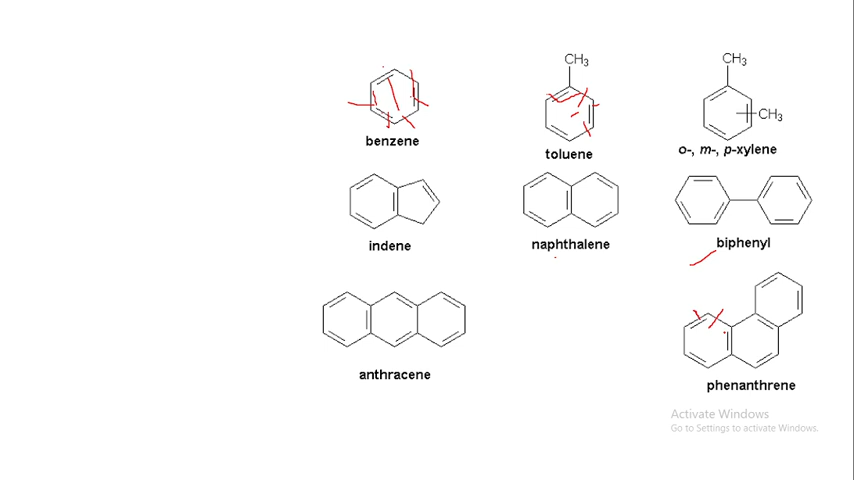 CH3
CH3
CH3
benzene
toluene
o-, m-, p-xylene
indene
naphthalene
biphenyl
anthracene
phenanthrene
Activate Windows
Go to Settings to activate Windows.